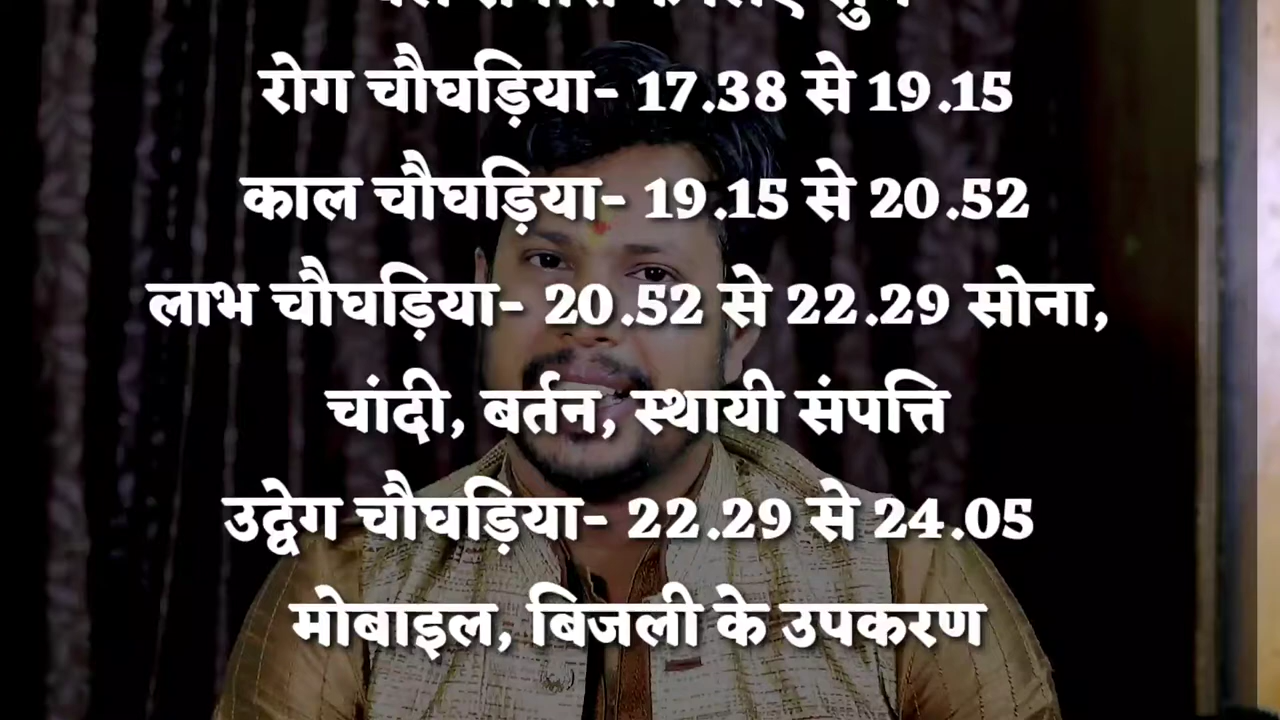 रोग चौघड़िया- 17.38 से 19.15
काल चौघड़िया- 19.15 से 20.52
लाभ चौघड़िया- 20.52 से 22.29 सोना,
चांदी, बर्तन, स्थायी संपत्ति
उद्वेग चौघड़िया- 22.29 से 24.05
मोबाइल, बिजली के उपकरण